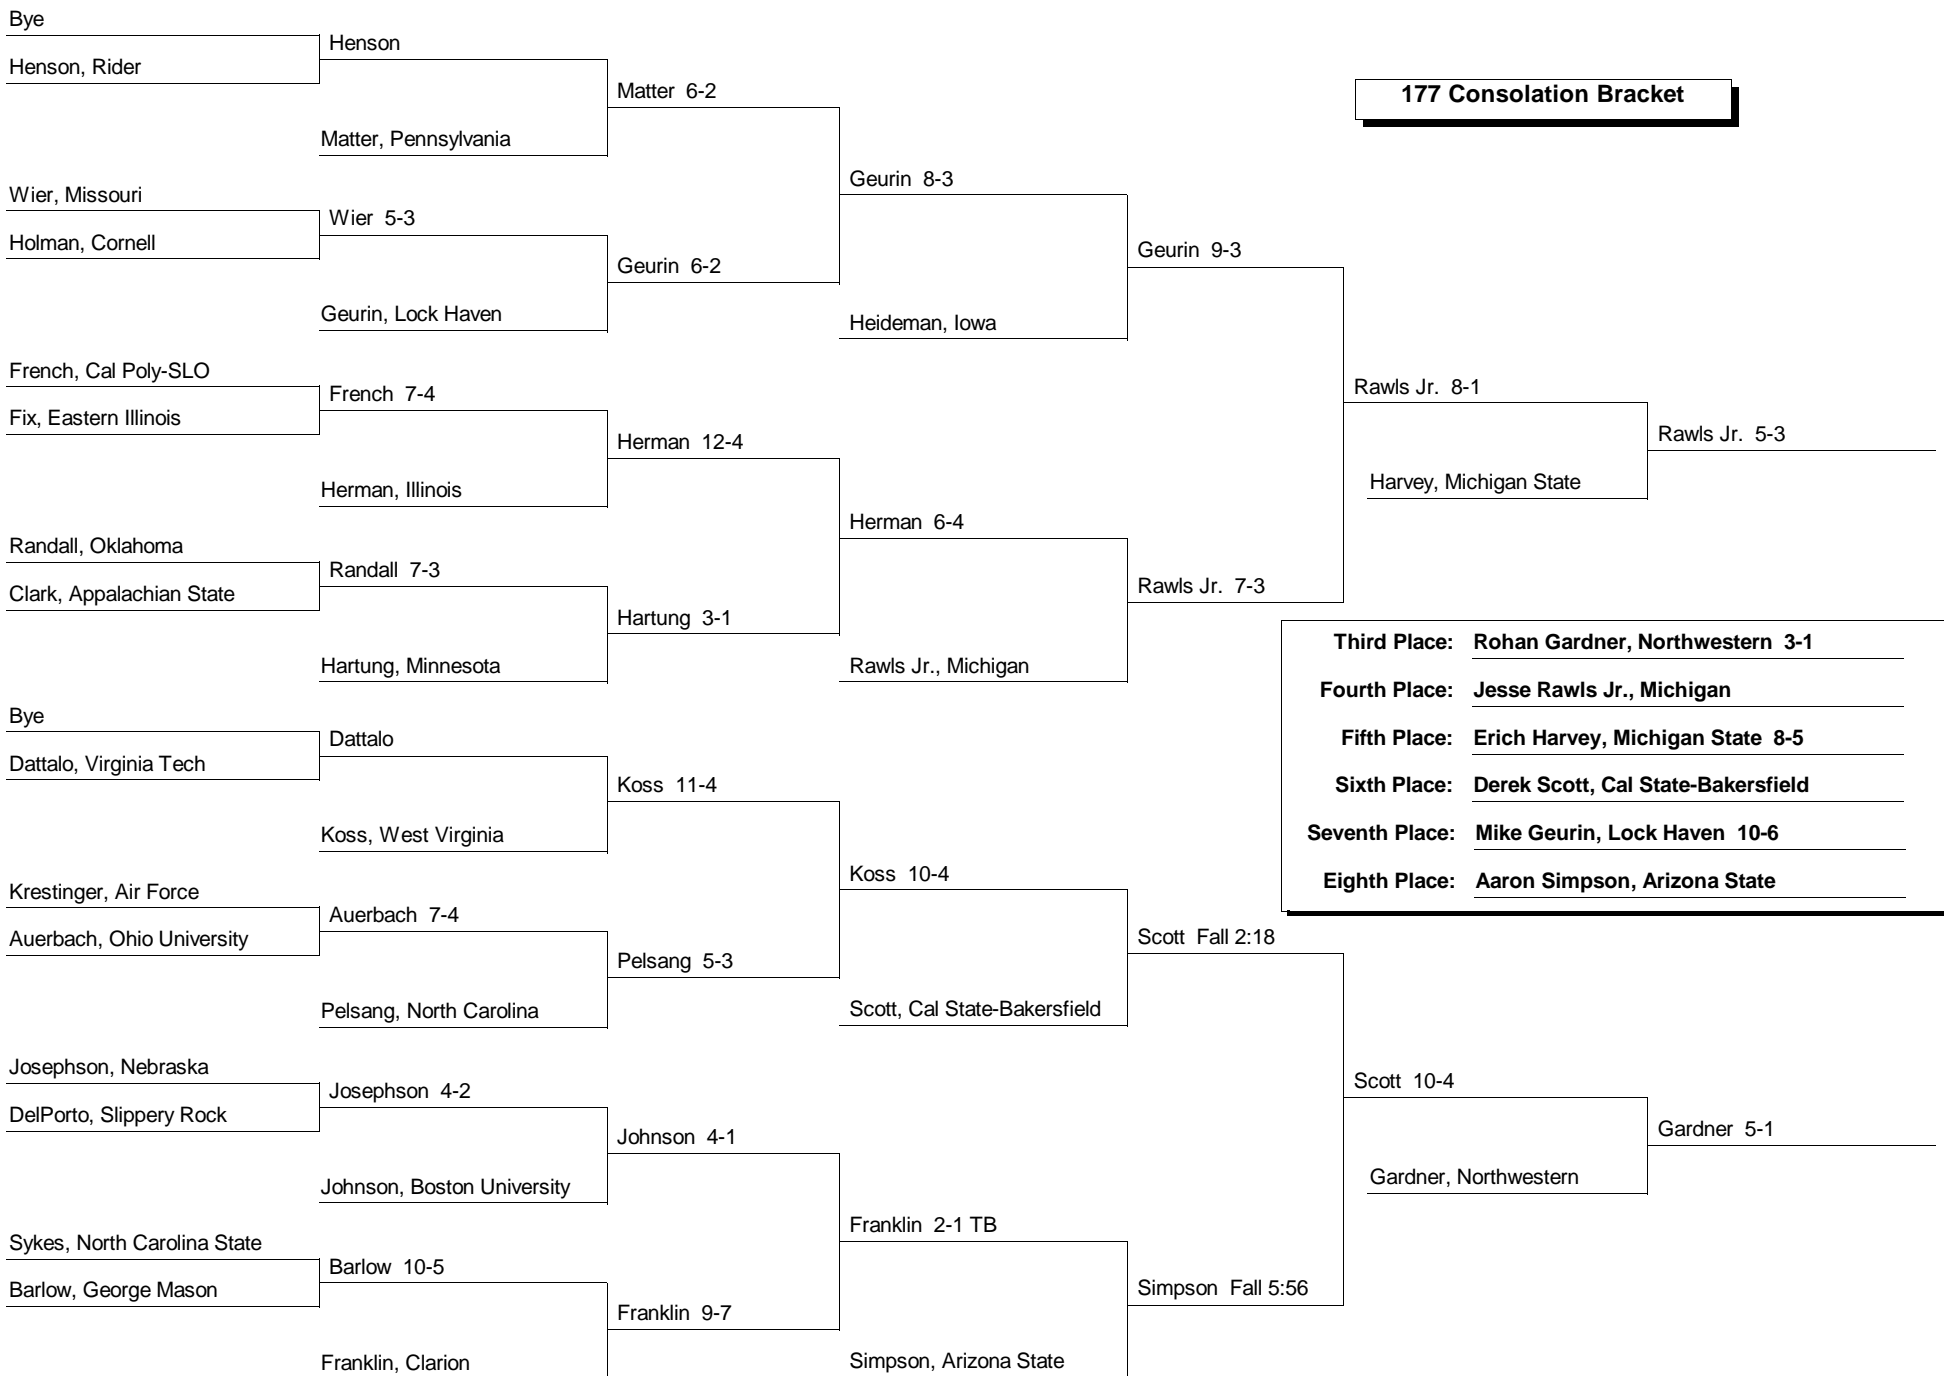 Bye
Henson, Rider
Henson
Matter, Pennsylvania
Matter 6-2
Wier, Missouri
Holman, Cornell
Wier 5-3
Geurin, Lock Haven
Geurin 6-2
Geurin 8-3
Heideman, Iowa
Geurin 9-3
French, Cal Poly-SLO
Fix, Eastern Illinois
French 7-4
Herman, Illinois
Herman 12-4
Randall, Oklahoma
Clark, Appalachian State
Randall 7-3
Hartung, Minnesota
Hartung 3-1
Herman 6-4
Rawls Jr., Michigan
Rawls Jr. 7-3
Rawls Jr. 8-1
Harvey, Michigan State
Rawls Jr. 5-3
177 Consolation Bracket
Third Place: Rohan Gardner, Northwestern 3-1
Fourth Place: Jesse Rawls Jr., Michigan
Fifth Place: Erich Harvey, Michigan State 8-5
Sixth Place: Derek Scott, Cal State-Bakersfield
Seventh Place: Mike Geurin, Lock Haven 10-6
Eighth Place: Aaron Simpson, Arizona State
Bye
Dattalo, Virginia Tech
Dattalo
Koss, West Virginia
Koss 11-4
Krestinger, Air Force
Auerbach, Ohio University
Auerbach 7-4
Pelsang, North Carolina
Pelsang 5-3
Koss 10-4
Scott, Cal State-Bakersfield
Scott Fall 2:18
Josephson, Nebraska
DelPorto, Slippery Rock
Josephson 4-2
Johnson, Boston University
Johnson 4-1
Sykes, North Carolina State
Barlow, George Mason
Barlow 10-5
Franklin, Clarion
Franklin 9-7
Franklin 2-1 TB
Simpson, Arizona State
Simpson Fall 5:56
Scott 10-4
Gardner, Northwestern
Gardner 5-1